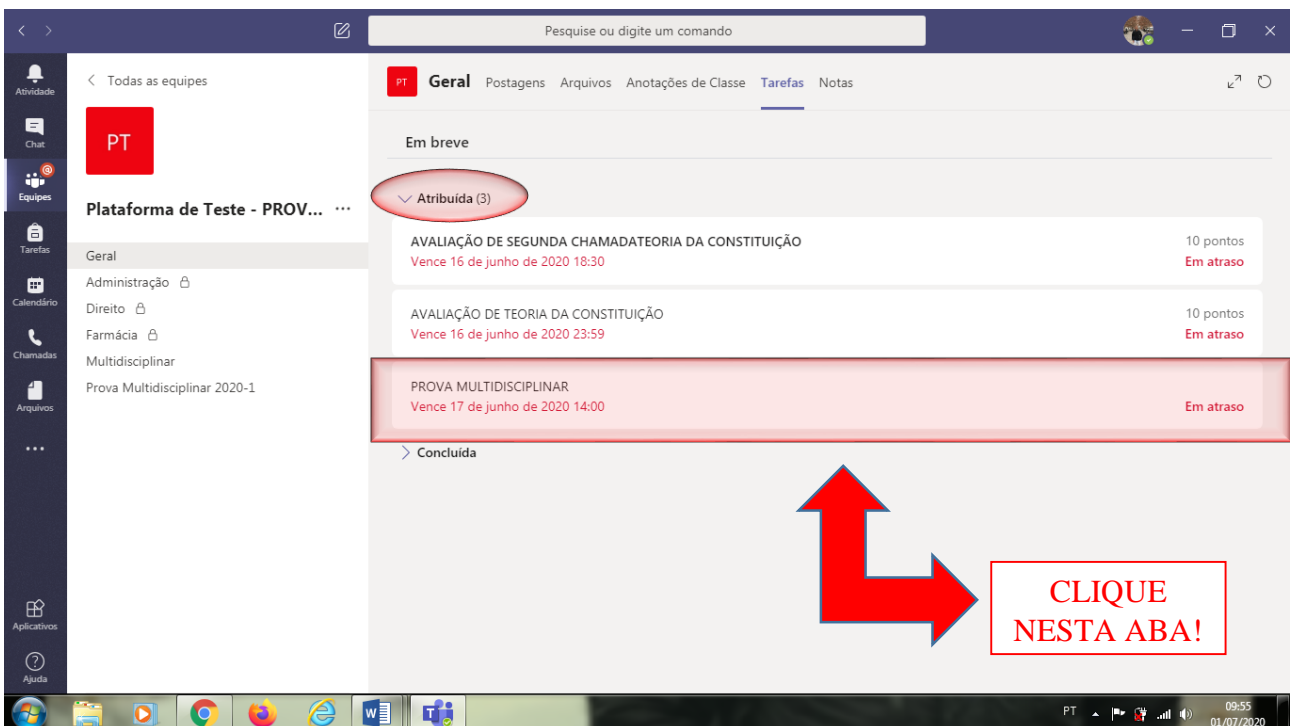 Pesquise ou digite um comando
Atividade
Chat
@
Equipes
Tarefas
Calendário
Chamadas
Arquivos
Aplicativos
Ajuda
Todas as equipes
PT
Plataforma de Teste - PROV... ...
Geral
Administração
Direito
Farmácia
Multidisciplinar
Prova Multidisciplinar 2020-1
PT Geral Postagens Arquivos Anotações de Classe Tarefas Notas
Em breve
Atribuída (3)
AVALIAÇÃO DE SEGUNDA CHAMADATEORIA DA CONSTITUIÇÃO 10 pontos
Vence 16 de junho de 2020 18:30 Em atraso
AVALIAÇÃO DE TEORIA DA CONSTITUIÇÃO 10 pontos
Vence 16 de junho de 2020 23:59 Em atraso
PROVA MULTIDISCIPLINAR
Vence 17 de junho de 2020 14:00 Em atraso
Concluída
CLIQUE
NESTA ABA!
PT 09:55
01/07/2020